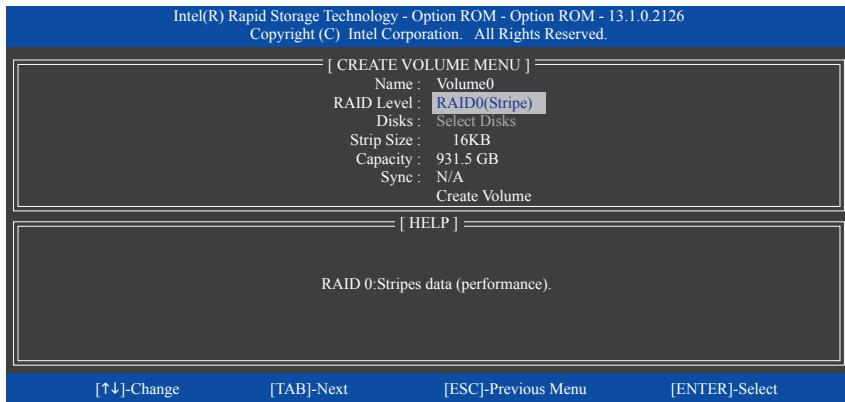 Intel(R) Rapid Storage Technology - Option ROM - Option ROM - 13.1.0.2126
Copyright (C) Intel Corporation. All Rights Reserved.
[ CREATE VOLUME MENU ]
Name : Volume0
RAID Level : RAID0(Stripe)
Disks : Select Disks
Strip Size : 16KB
Capacity : 931.5 GB
Sync : N/A
Create Volume
[ HELP ]
RAID 0:Stripes data (performance).
[↑↓]-Change [TAB]-Next [ESC]-Previous Menu [ENTER]-Select